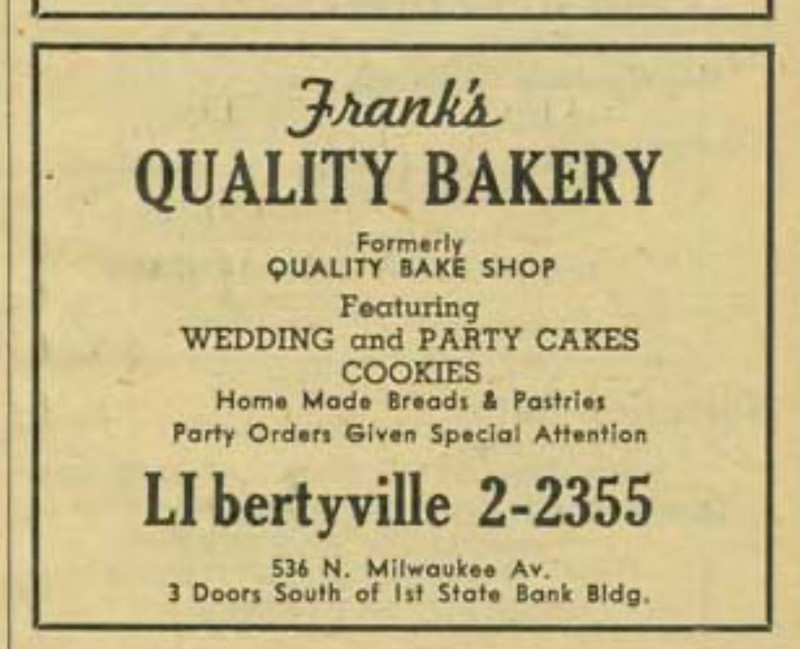 Frank's
QUALITY BAKERY
Formerly
QUALITY BAKE SHOP
Featuring
WEDDING and PARTY CAKES
COOKIES
Home Made Breads & Pastries
Party Orders Given Special Attention
LI bertyville 2-2355
536 N. Milwaukee Av.
3 Doors South of 1st State Bank Bldg.